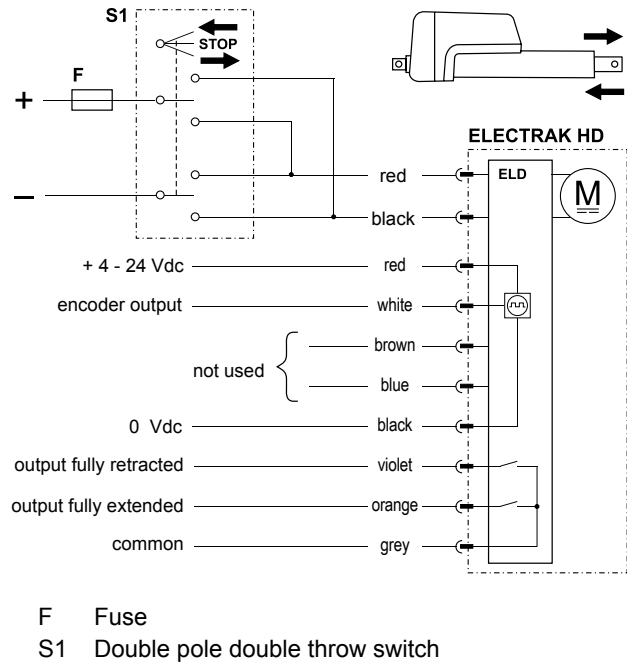 S1
STOP
F
+
–
ELECTRAK HD
red
ELD
M
black
+ 4 - 24 Vdc
red
encoder output
white
not used
brown
blue
0 Vdc
black
output fully retracted
violet
output fully extended
orange
common
grey
F Fuse
S1 Double pole double throw switch